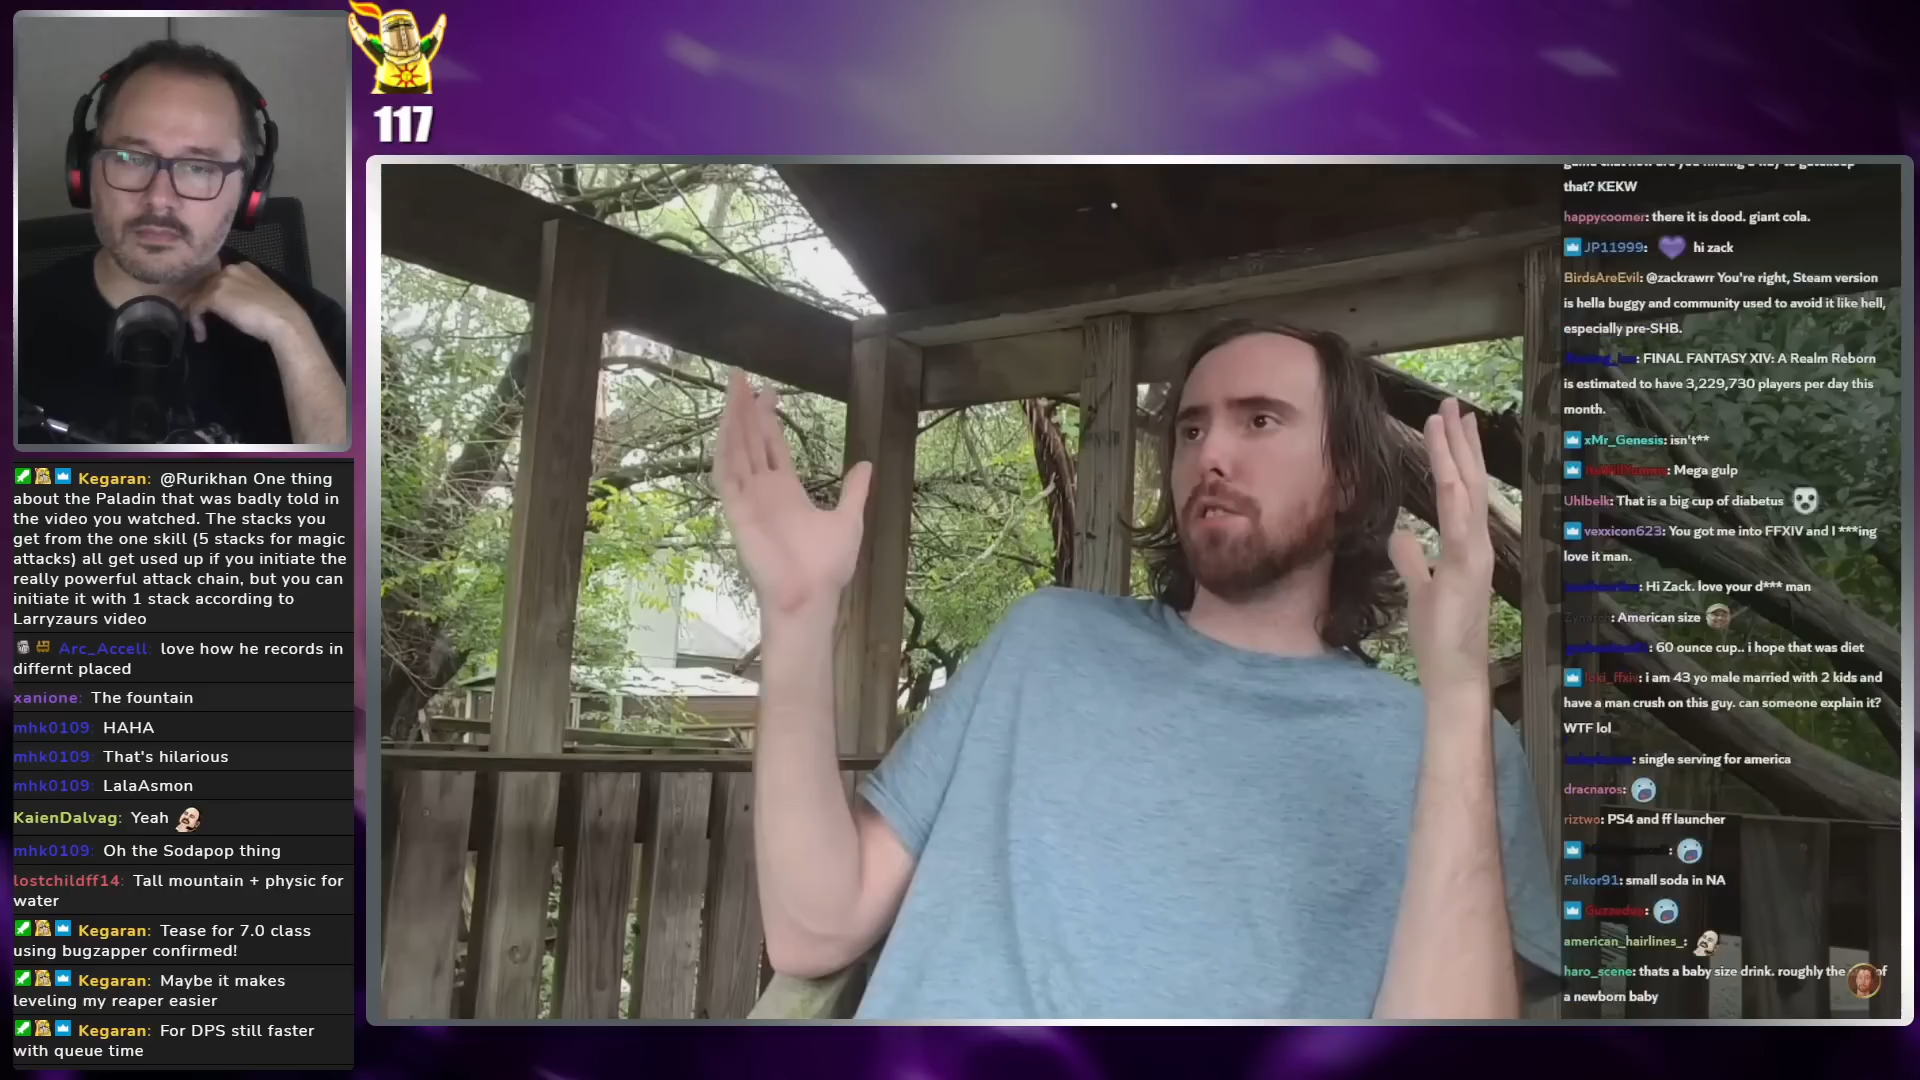 117
Kegaran: @Rurikhan One thing
about the Paladin that was badly told in
the video you watched. The stacks you
get from the one skill (5 stacks for magic
attacks) all get used up if you initiate the
really powerful attack chain, but you can
initiate it with 1 stack according to
Larryzaurs video
Arc_Accell: love how he records in
differnt placed
xanione: The fountain
mhk0109: HAHA
mhk0109: That's hilarious
mhk0109: LalaAsmon
KaienDalvag: Yeah
mhk0109: Oh the Sodapop thing
lostchildff14: Tall mountain + physic for
water
Kegaran: Tease for 7.0 class
using bugzapper confirmed!
Kegaran: Maybe it makes
leveling my reaper easier
Kegaran: For DPS still faster
with queue time
that? KEKW
happycoomer: there it is dood. giant cola.
JP11999: hi zack
BirdsAreEvil: @zackrawrr You're right, Steam version
is hella buggy and community used to avoid it like hell,
especially pre-SHB.
: FINAL FANTASY XIV: A Realm Reborn
is estimated to have 3,229,730 players per day this
month.
xMr_Genesis: isn't**
: Mega gulp
Uhlbelk: That is a big cup of diabetus
vexxicon623: You got me into FFXIV and I ***ing
love it man.
: Hi Zack. love your d*** man
: American size
: 60 ounce cup.. i hope that was diet
loki_ffxiv: i am 43 yo male married with 2 kids and
have a man crush on this guy. can someone explain it?
WTF lol
: single serving for america
dracnaros:
riztwo: PS4 and ff launcher
:
Falkor91: small soda in NA
:
american_hairlines_:
haro_scene: thats a baby size drink. roughly the of
a newborn baby